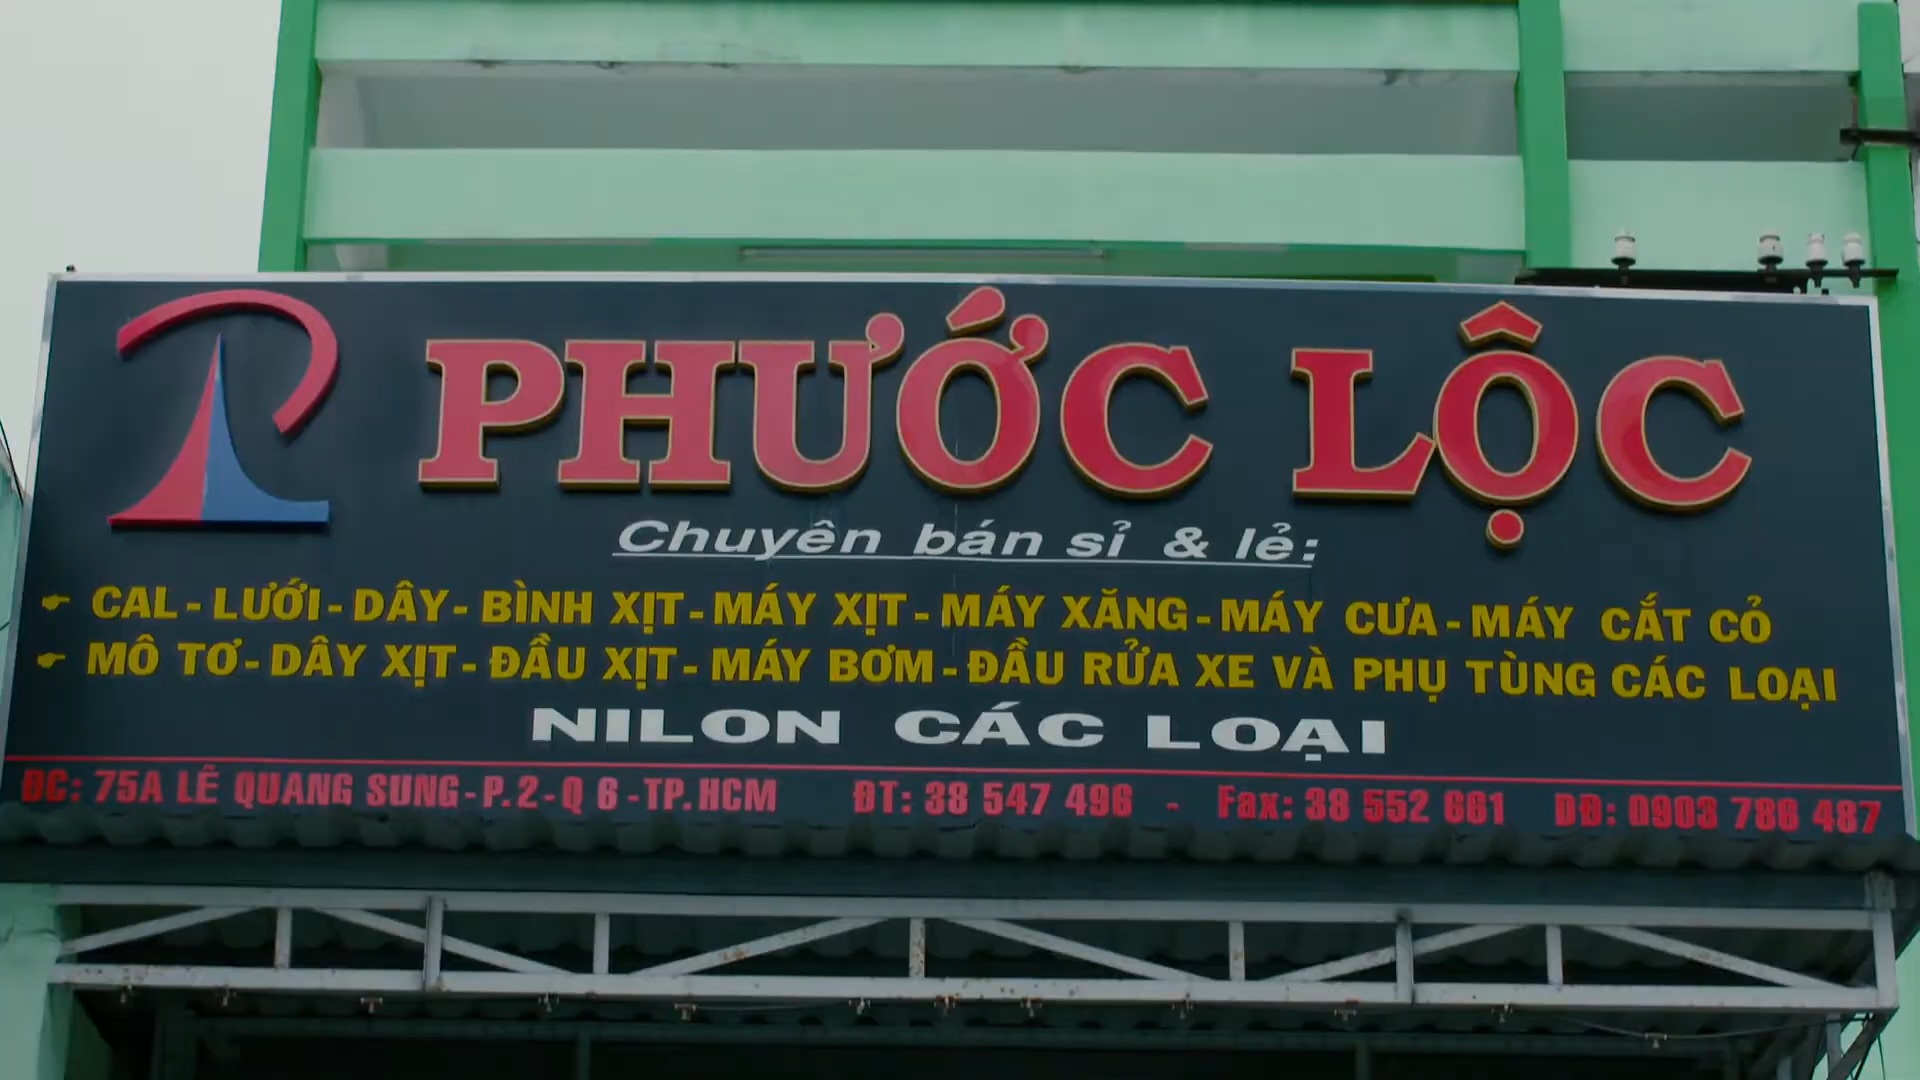 PHƯỚC LỘC
Chuyên bán sỉ & lẻ:
CAL - LƯỚI - DÂY - BÌNH XỊT - MÁY XỊT - MÁY XĂNG - MÁY CƯA - MÁY CẮT CỎ
MÔ TƠ - DÂY XỊT - ĐẦU XỊT - MÁY BƠM - ĐẦU RỬA XE VÀ PHỤ TÙNG CÁC LOẠI
NILON CÁC LOẠI
ĐC: 75A LÊ QUANG SUNG - P. 2 - Q 6 - TP. HCM ĐT: 38 547 496 - Fax: 38 552 661 DĐ: 0903 786 487